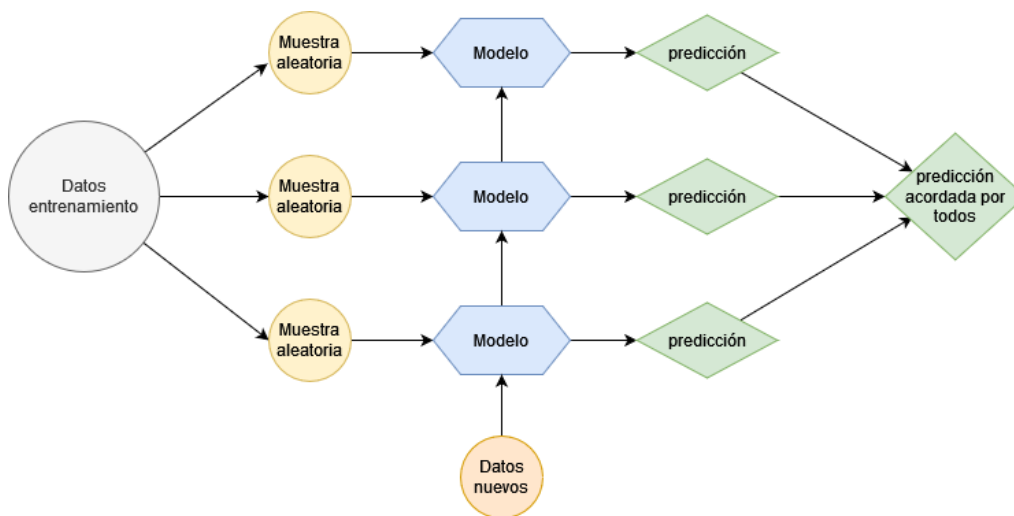 Muestra
aleatoria
Modelo
predicción
Datos
entrenamiento
Muestra
aleatoria
Modelo
predicción
predicción
acordada por
todos
Muestra
aleatoria
Modelo
predicción
Datos
nuevos